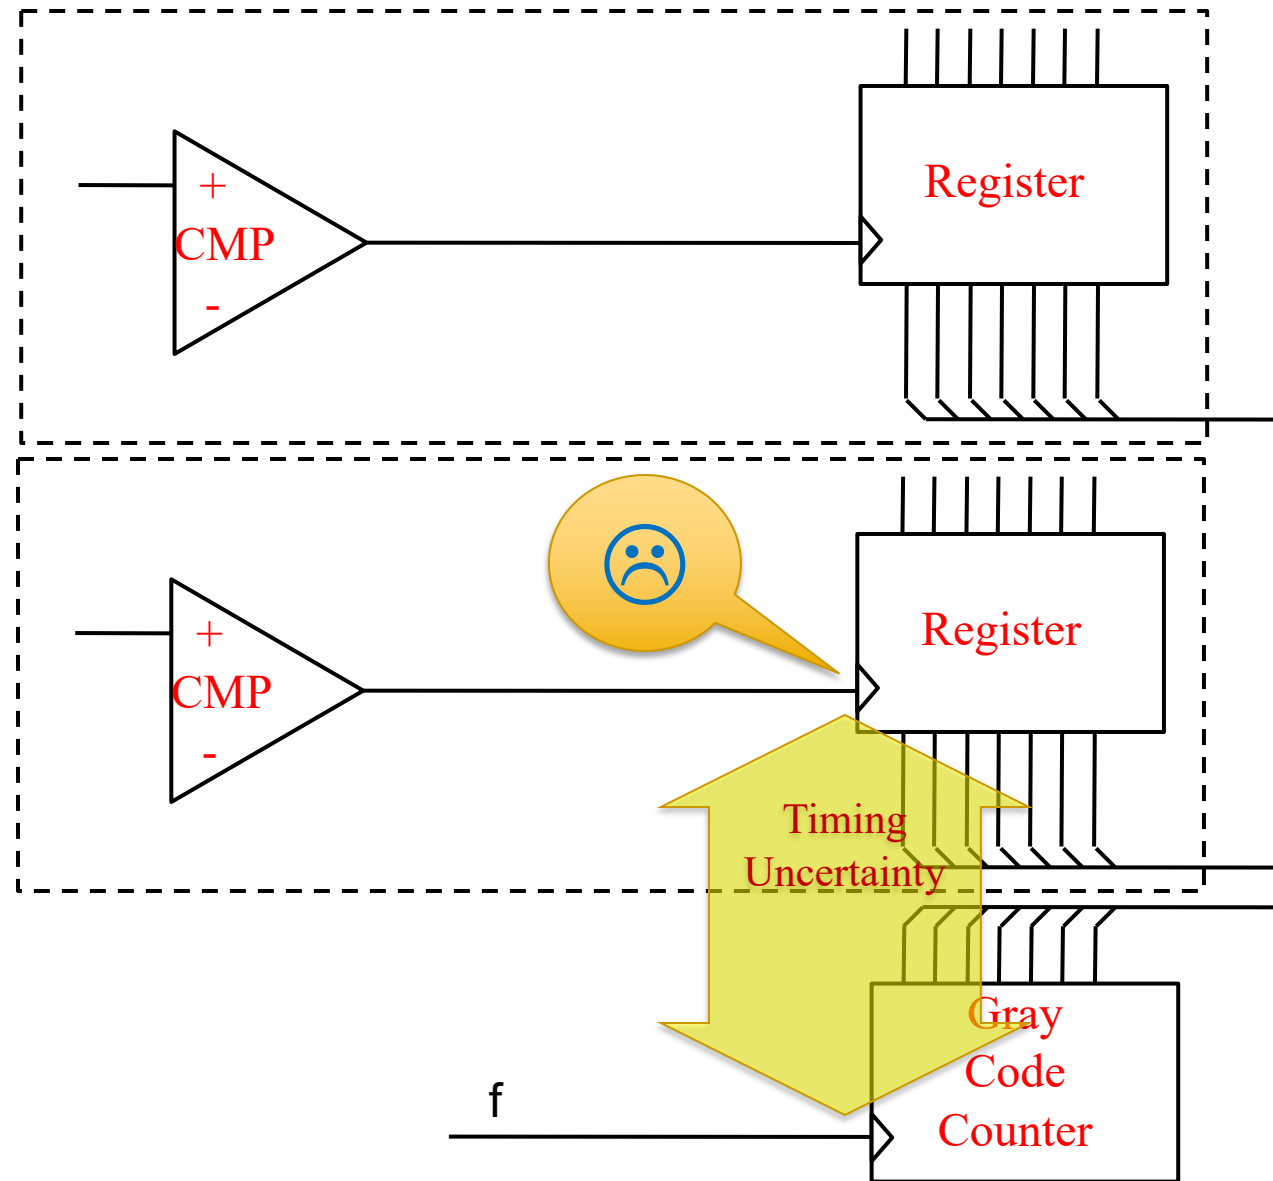 +
CMP
-
Register
+
CMP
-
Register
Timing
Uncertainty
Gray
Code
Counter
f